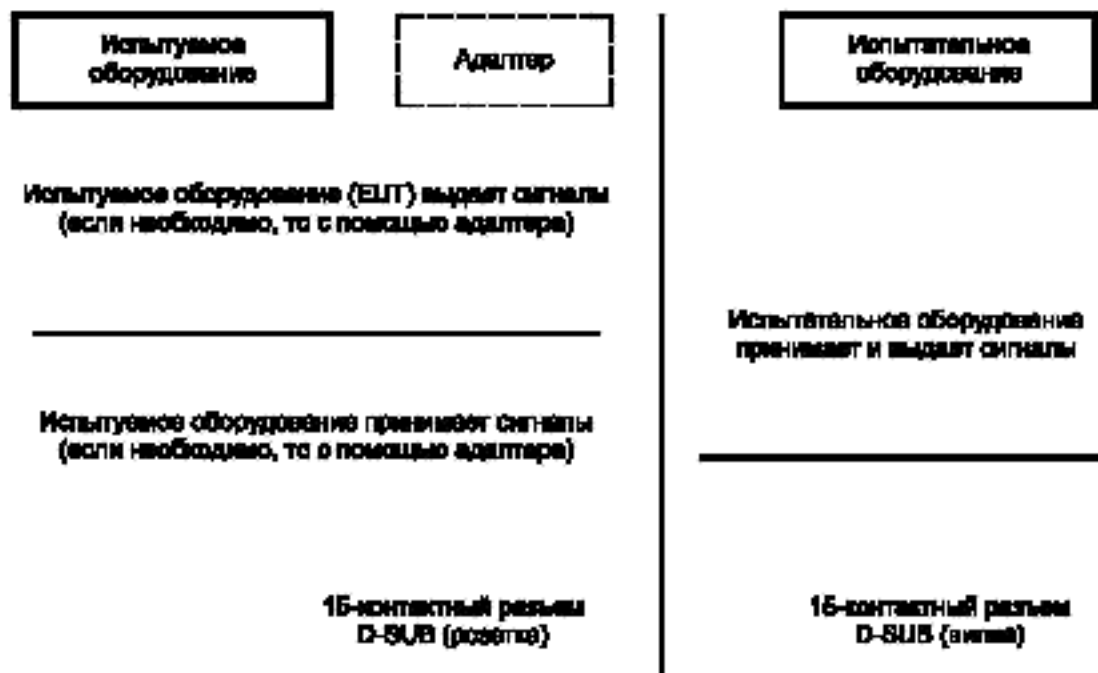 Испытуемое
оборудование
Адаптер
Испытательное
оборудование
Испытуемое оборудование (EUT) выдает сигналы
(если необходимо, то с помощью адаптера)
Испытательное оборудование
принимает и выдает сигналы
Испытуемое оборудование принимает сигналы
(если необходимо, то с помощью адаптера)
15-контактный разъем
D-SUB (розетка)
15-контактный разъем
D-SUB (вилка)